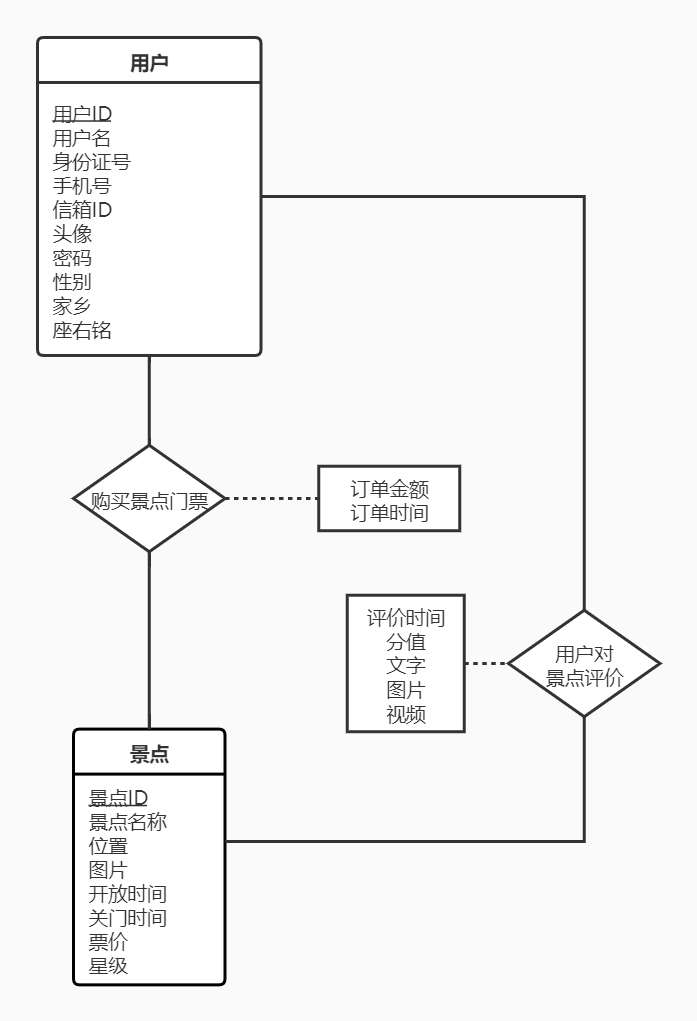 用户
用户ID
用户名
身份证号
手机号
信箱ID
头像
密码
性别
家乡
座右铭
购买景点门票
订单金额
订单时间
评价时间
分值
文字
图片
视频
用户对
景点评价
景点
景点ID
景点名称
位置
图片
开放时间
关门时间
票价
星级